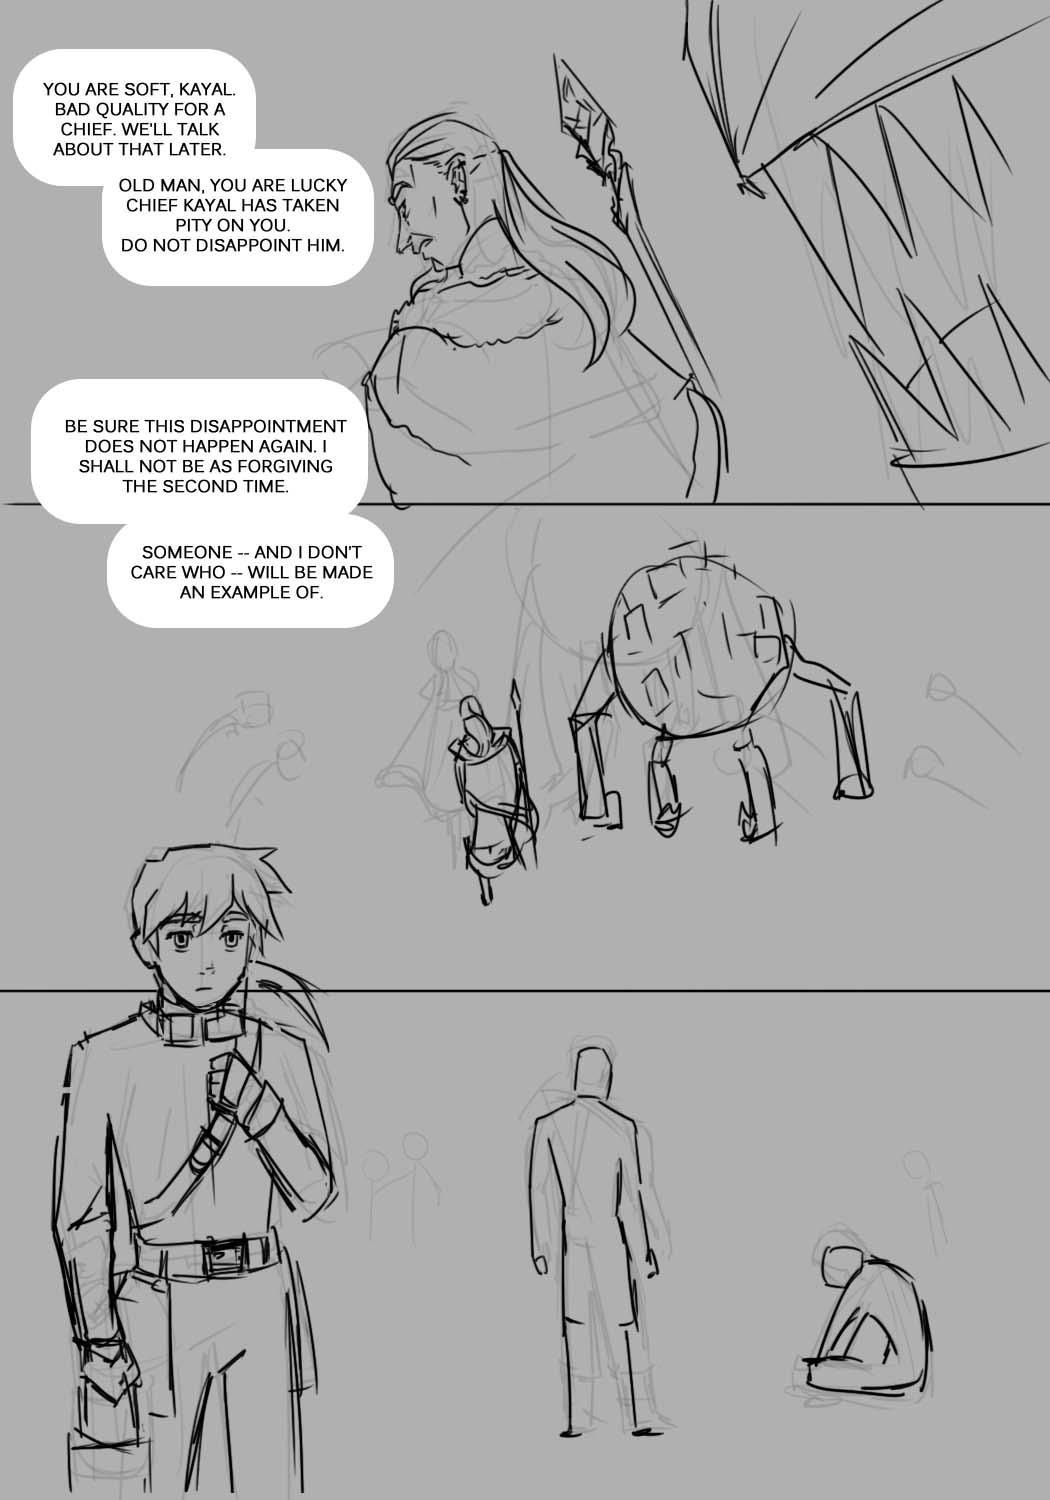 YOU ARE SOFT, KAYAL.
BAD QUALITY FOR A
CHIEF. WE'LL TALK
ABOUT THAT LATER.
OLD MAN, YOU ARE LUCKY
CHIEF KAYAL HAS TAKEN
PITY ON YOU.
DO NOT DISAPPOINT HIM.
BE SURE THIS DISAPPOINTMENT
DOES NOT HAPPEN AGAIN. I
SHALL NOT BE AS FORGIVING
THE SECOND TIME.
SOMEONE -- AND I DON'T
CARE WHO -- WILL BE MADE
AN EXAMPLE OF.